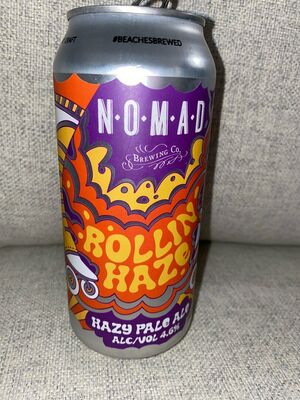 #BEACHESBREWED
N·O·M·A·D
BREWING CO.
ROLLIN
HAZE
HAZY PALE ALE
ALC/VOL 4.6%